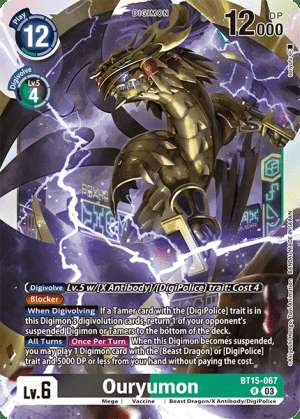 Play
12
DIGIMON
12000
DP
Digivolve
Lv.5
4
Digivolve Lv.5 w/[X Antibody]/[DigiPolice] trait: Cost 4
Blocker
When Digivolving If a Tamer card with the [DigiPolice] trait is in
this Digimon's digivolution cards, return 1 of your opponent's
suspended Digimon or Tamers to the bottom of the deck.
All Turns Once Per Turn When this Digimon becomes suspended,
you may play 1 Digimon card with the [Beast Dragon] or [DigiPolice]
trait and 5000 DP or less from your hand without paying the cost.
Lv.6
Ouryumon
BT15-067
R 03
Mega
Vaccine
Beast Dragon/X Antibody/DigiPolice